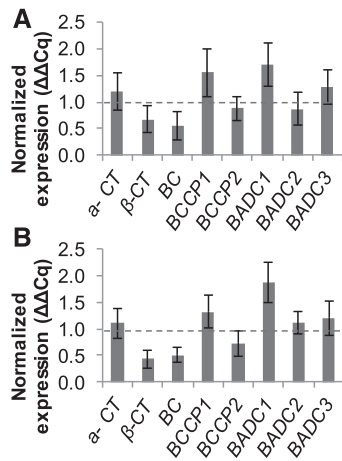 A
Normalized
expression (ΔΔCq)
2.5
2.0
1.5
1.0
0.5
0.0
a- CT
β-CT
BC
BCCP1
BCCP2
BADC1
BADC2
BADC3
B
Normalized
expression (ΔΔCq)
2.5
2.0
1.5
1.0
0.5
0.0
a- CT
β-CT
BC
BCCP1
BCCP2
BADC1
BADC2
BADC3